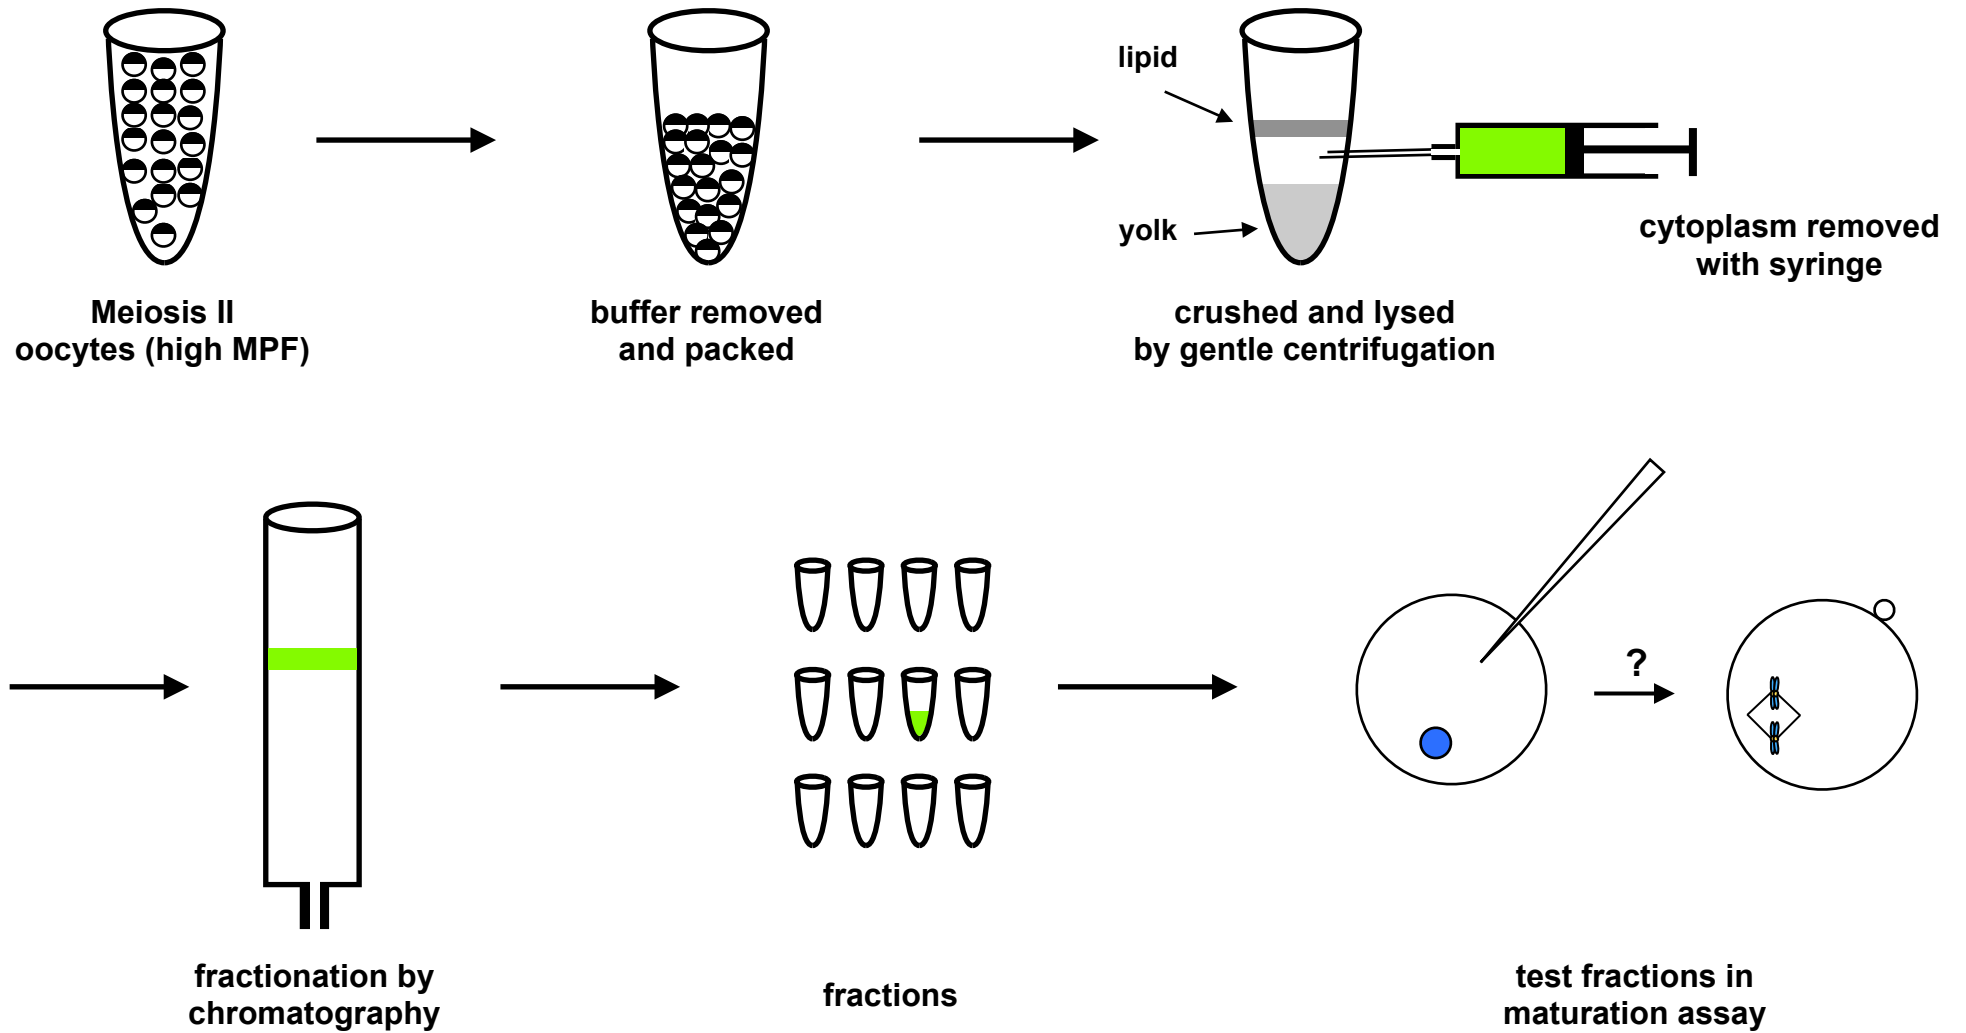 lipid
yolk
cytoplasm removed
with syringe
Meiosis II
oocytes (high MPF)
buffer removed
and packed
crushed and lysed
by gentle centrifugation
?
fractionation by
chromatography
fractions
test fractions in
maturation assay